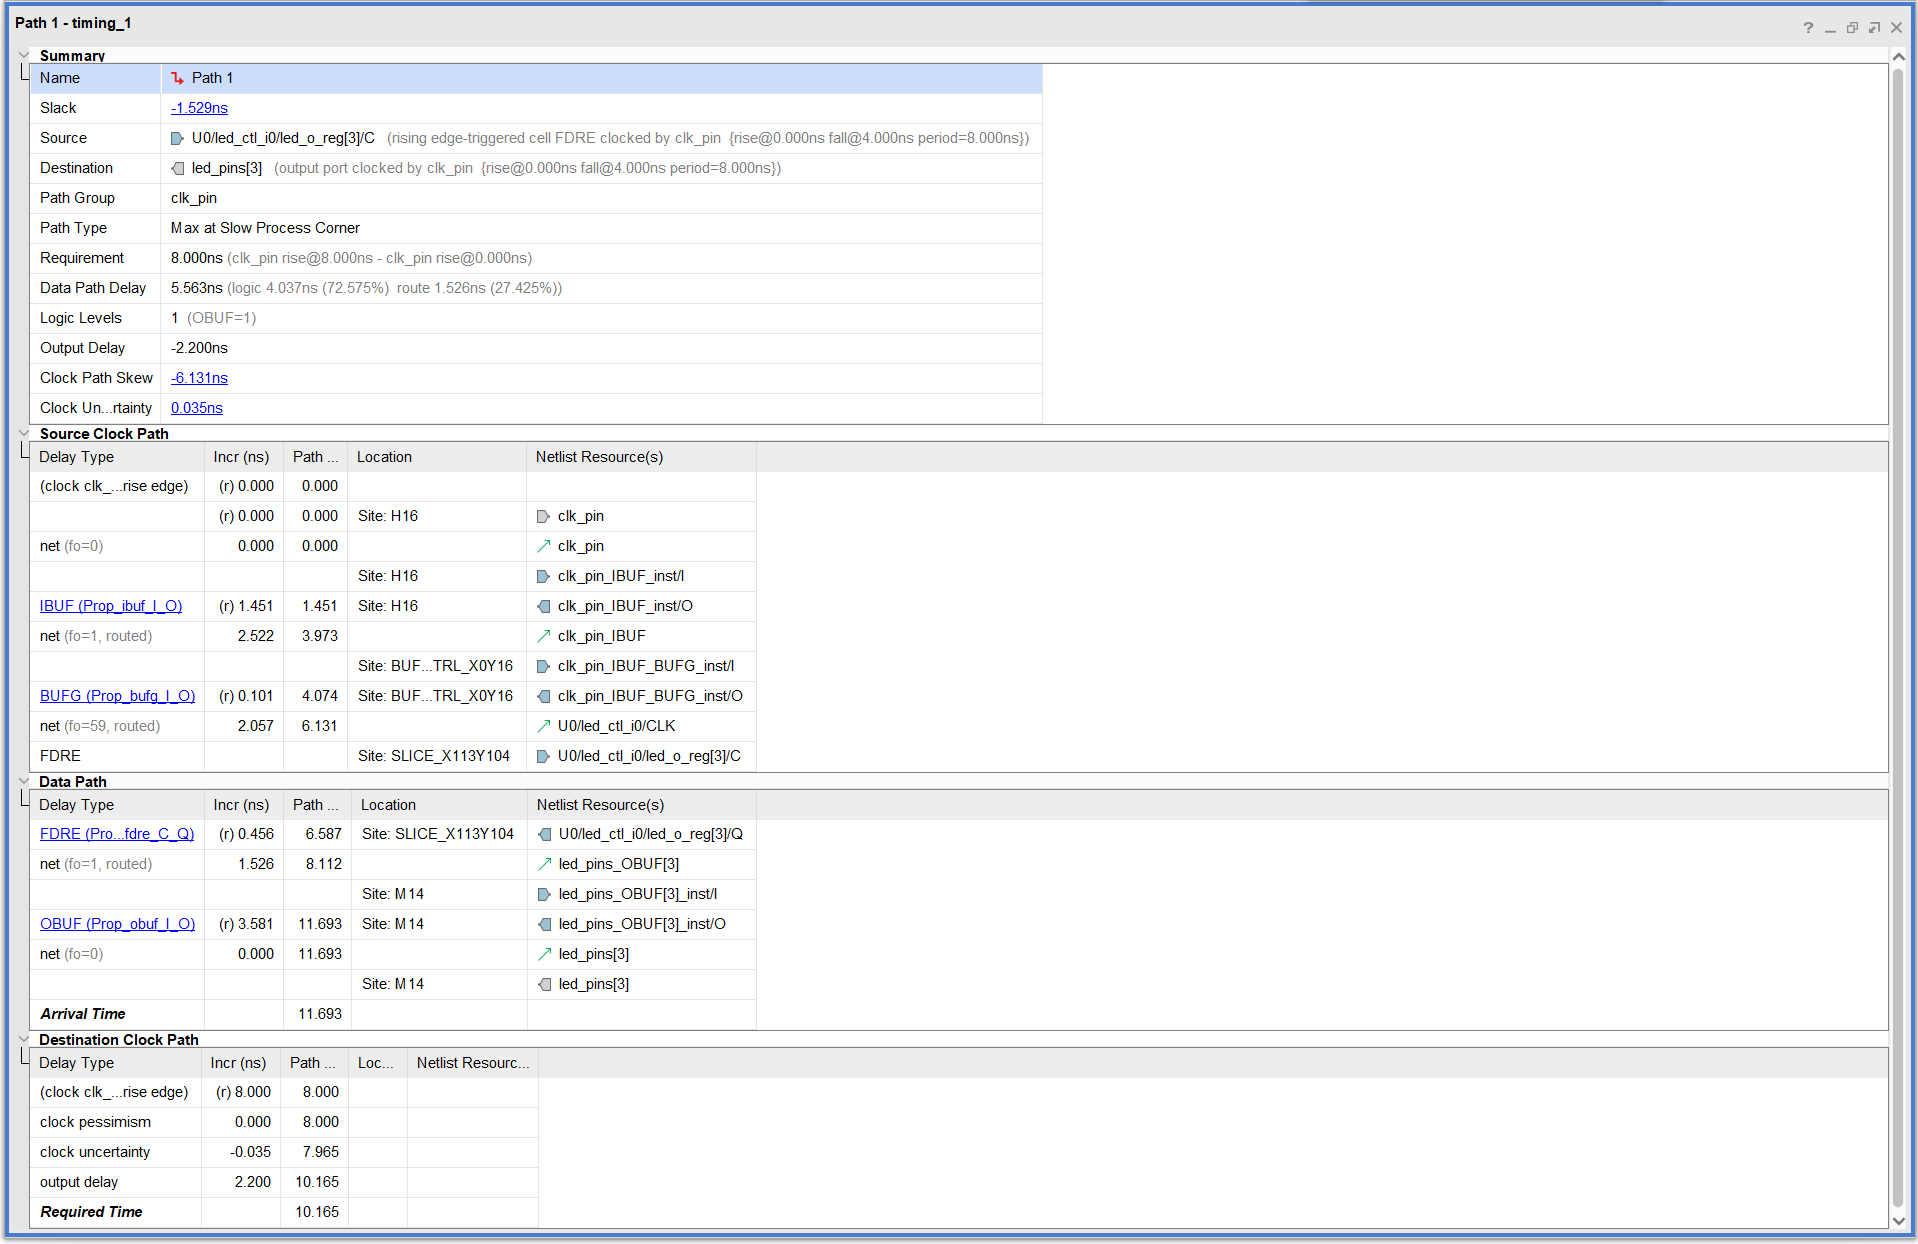 Path 1 - timing_1
Summary
Name Path 1
Slack -1.529ns
Source U0/led_ctl_i0/led_o_reg[3]/C (rising edge-triggered cell FDRE clocked by clk_pin {rise@0.000ns fall@4.000ns period=8.000ns})
Destination led_pins[3] (output port clocked by clk_pin {rise@0.000ns fall@4.000ns period=8.000ns})
Path Group clk_pin
Path Type Max at Slow Process Corner
Requirement 8.000ns (clk_pin rise@8.000ns - clk_pin rise@0.000ns)
Data Path Delay 5.563ns (logic 4.037ns (72.575%) route 1.526ns (27.425%))
Logic Levels 1 (OBUF=1)
Output Delay -2.200ns
Clock Path Skew -6.131ns
Clock Un...rtainty 0.035ns
Source Clock Path
Delay Type Incr (ns) Path ... Location Netlist Resource(s)
(clock clk_...rise edge) (r) 0.000 0.000
(r) 0.000 0.000 Site: H16 clk_pin
net (fo=0) 0.000 0.000 clk_pin
Site: H16 clk_pin_IBUF_inst/I
IBUF (Prop_ibuf_I_O) (r) 1.451 1.451 Site: H16 clk_pin_IBUF_inst/O
net (fo=1, routed) 2.522 3.973 clk_pin_IBUF
Site: BUF...TRL_X0Y16 clk_pin_IBUF_BUFG_inst/I
BUFG (Prop_bufg_I_O) (r) 0.101 4.074 Site: BUF...TRL_X0Y16 clk_pin_IBUF_BUFG_inst/O
net (fo=59, routed) 2.057 6.131 U0/led_ctl_i0/CLK
FDRE Site: SLICE_X113Y104 U0/led_ctl_i0/led_o_reg[3]/C
Data Path
Delay Type Incr (ns) Path ... Location Netlist Resource(s)
FDRE (Pro...fdre_C_Q) (r) 0.456 6.587 Site: SLICE_X113Y104 U0/led_ctl_i0/led_o_reg[3]/Q
net (fo=1, routed) 1.526 8.112 led_pins_OBUF[3]
Site: M14 led_pins_OBUF[3]_inst/I
OBUF (Prop_obuf_I_O) (r) 3.581 11.693 Site: M14 led_pins_OBUF[3]_inst/O
net (fo=0) 0.000 11.693 led_pins[3]
Site: M14 led_pins[3]
Arrival Time 11.693
Destination Clock Path
Delay Type Incr (ns) Path ... Loc... Netlist Resourc...
(clock clk_...rise edge) (r) 8.000 8.000
clock pessimism 0.000 8.000
clock uncertainty -0.035 7.965
output delay 2.200 10.165
Required Time 10.165